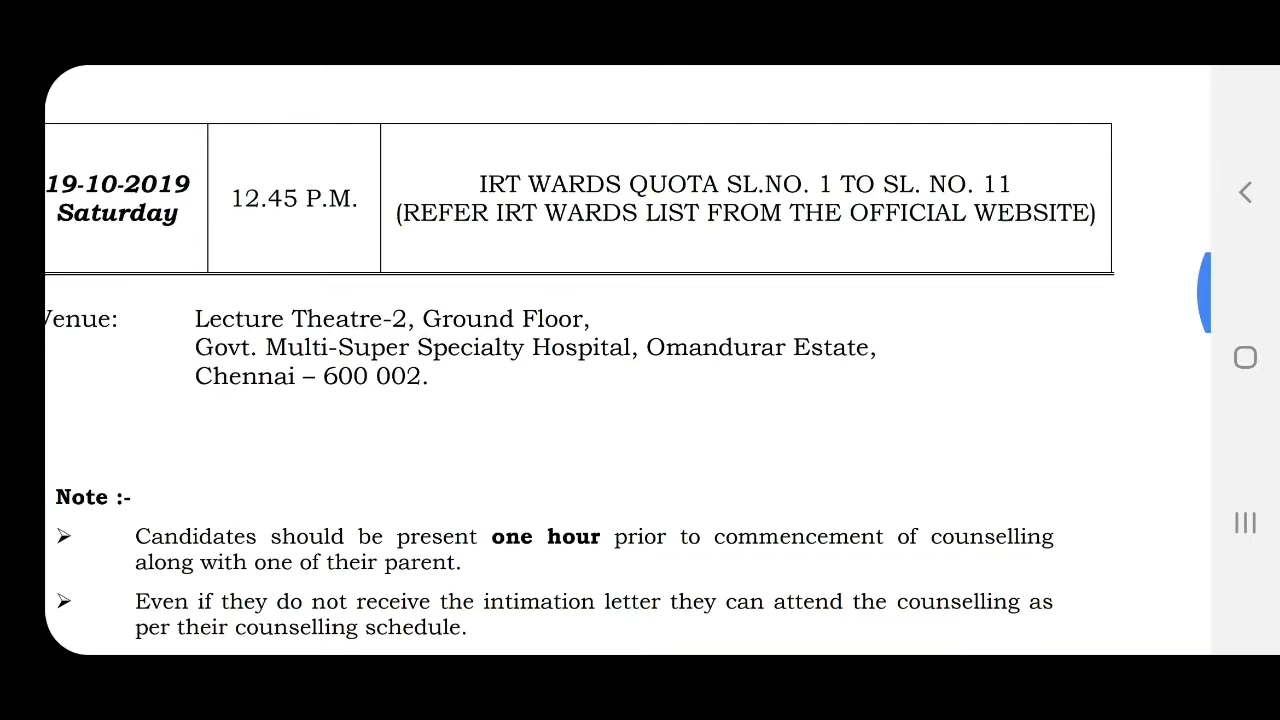 19-10-2019
Saturday
12.45 P.M.
IRT WARDS QUOTA SL.NO. 1 TO SL. NO. 11
(REFER IRT WARDS LIST FROM THE OFFICIAL WEBSITE)
Venue: Lecture Theatre-2, Ground Floor,
Govt. Multi-Super Specialty Hospital, Omandurar Estate,
Chennai – 600 002.
Note :-
➢ Candidates should be present one hour prior to commencement of counselling
along with one of their parent.
➢ Even if they do not receive the intimation letter they can attend the counselling as
per their counselling schedule.